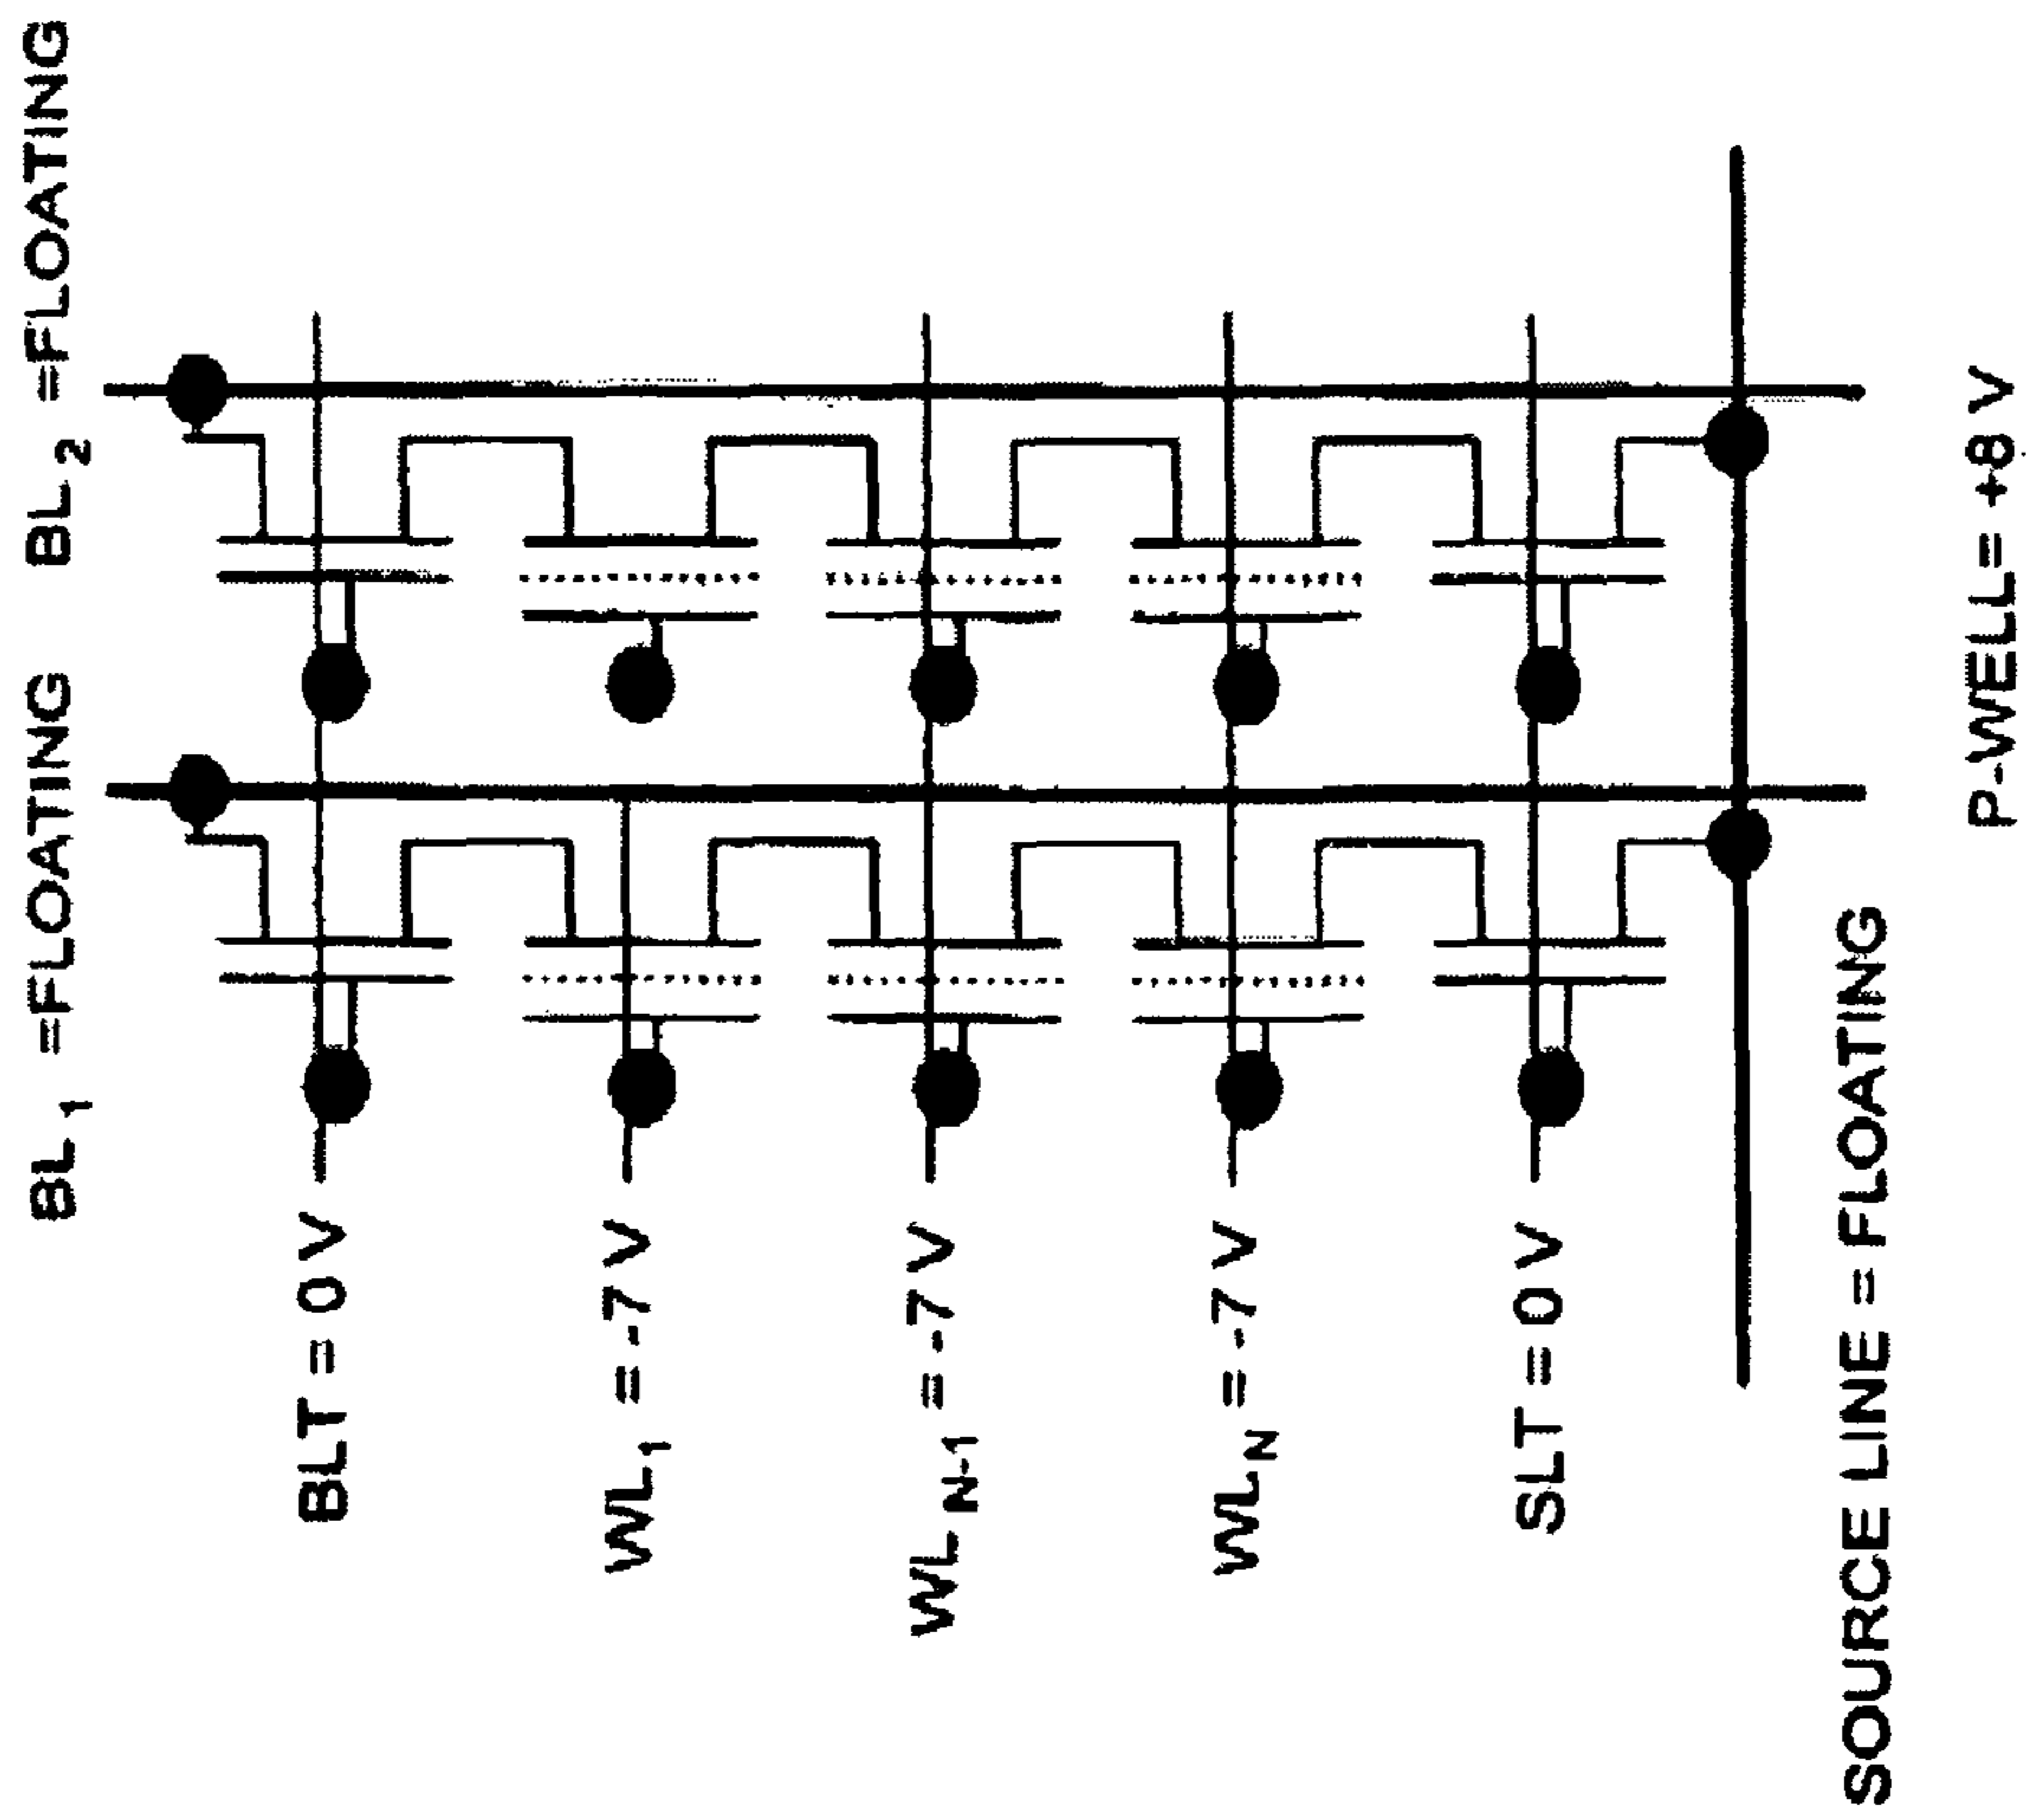 BL1 =FLOATING
BL2 =FLOATING
BLT = 0 V
WL1 = -7 V
WLN-1 = -7 V
WLN = -7 V
SLT = 0 V
SOURCE LINE = FLOATING
P-WELL= +8 V